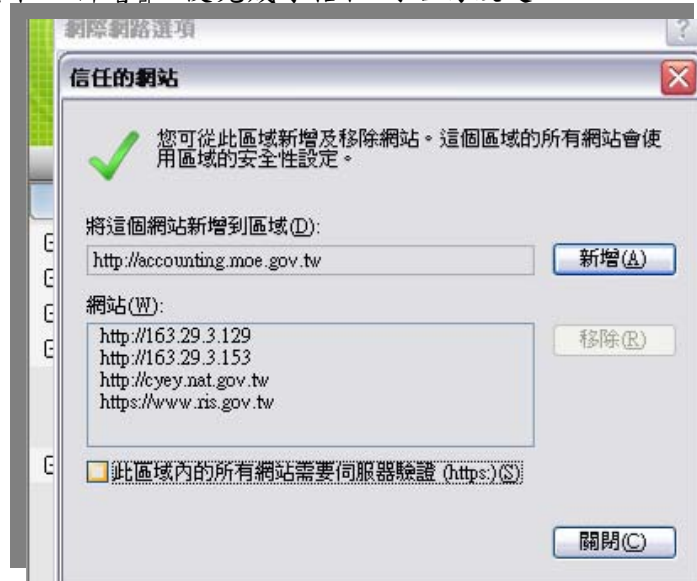 網際網路選項
信任的網站
您可從此區域新增及移除網站。這個區域的所有網站會使
用區域的安全性設定。
將這個網站新增到區域(D):
http://accounting.moe.gov.tw
新增(A)
網站(W):
http://163.29.3.129
http://163.29.3.153
http://cyey.nat.gov.tw
https://www.ris.gov.tw
移除(R)
此區域內的所有網站需要伺服器驗證 (https:)(S)
關閉(C)